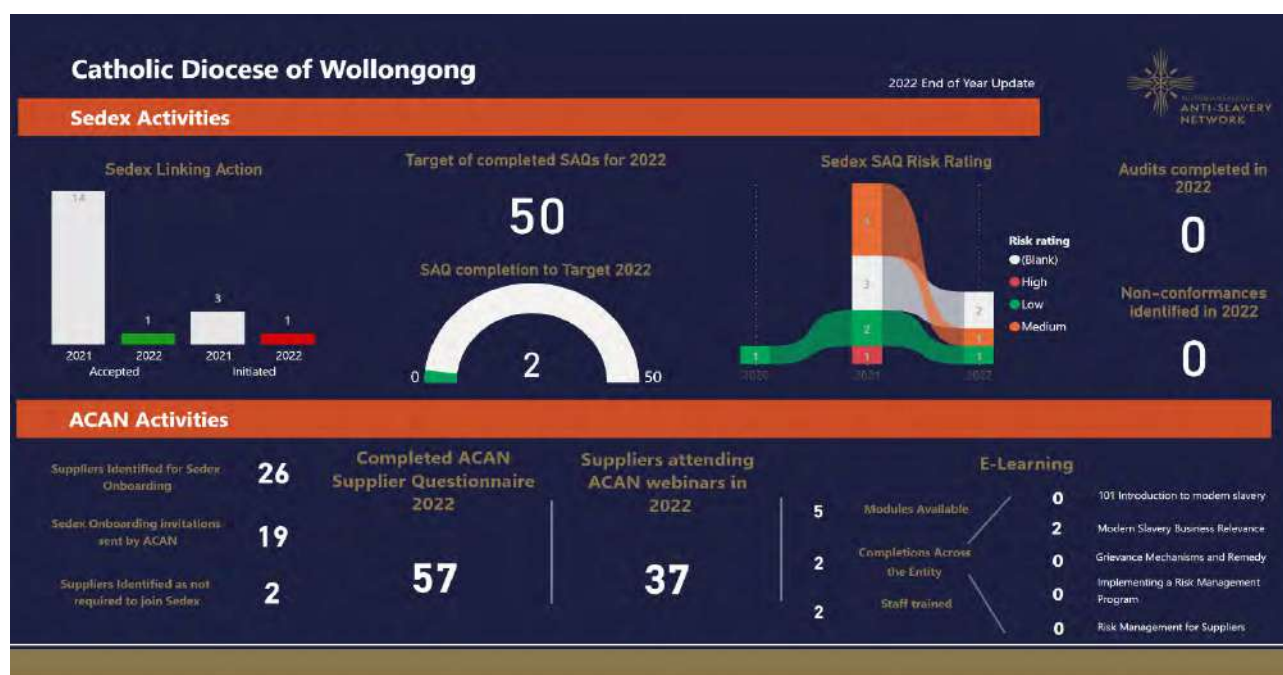 Catholic Diocese of Wollongong
2022 End of Year Update
ANTI-SLAVERY
NETWORK
Sedex Activities
Sedex Linking Action
14
1
3
1
2021
2022
2021
2022
Accepted
Initiated
Target of completed SAQs for 2022
50
SAQ completion to Target 2022
0
2
50
Sedex SAQ Risk Rating
1
3
2
1
2
1
1
2020
2021
2022
Risk rating
(Blank)
High
Low
Medium
Audits completed in
2022
0
Non-conformances
identified in 2022
0
ACAN Activities
Suppliers Identified for Sedex
Onboarding
26
Sedex Onboarding invitations
sent by ACAN
19
Suppliers Identified as not
required to join Sedex
2
Completed ACAN
Supplier Questionnaire
2022
57
Suppliers attending
ACAN webinars in
2022
37
E-Learning
5 Modules Available
2 Completions Across
the Entity
2 Staff trained
0 101 Introduction to modern slavery
2 Modern Slavery Business Relevance
0 Grievance Mechanisms and Remedy
0 Implementing a Risk Management
Program
0 Risk Management for Suppliers